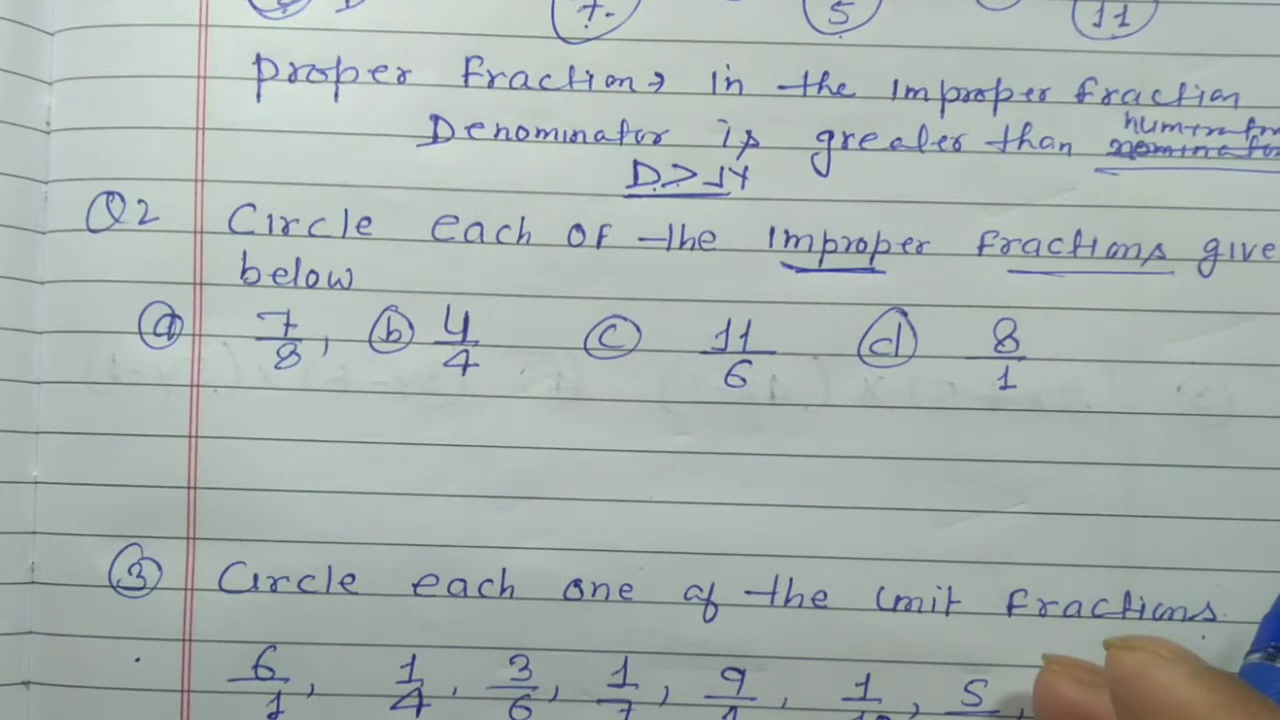 7 5 11
proper fraction → in the improper fraction
Denominator is greater than
D >
Q2 Circle each of the improper fractions give
below
(a) 7/8, (b) 4/4 (c) 11/6 (d) 8/1
(3) Circle each one of the unit fractions.
6/1, 1/4, 3/6, 1/7, 9, 1, 5,